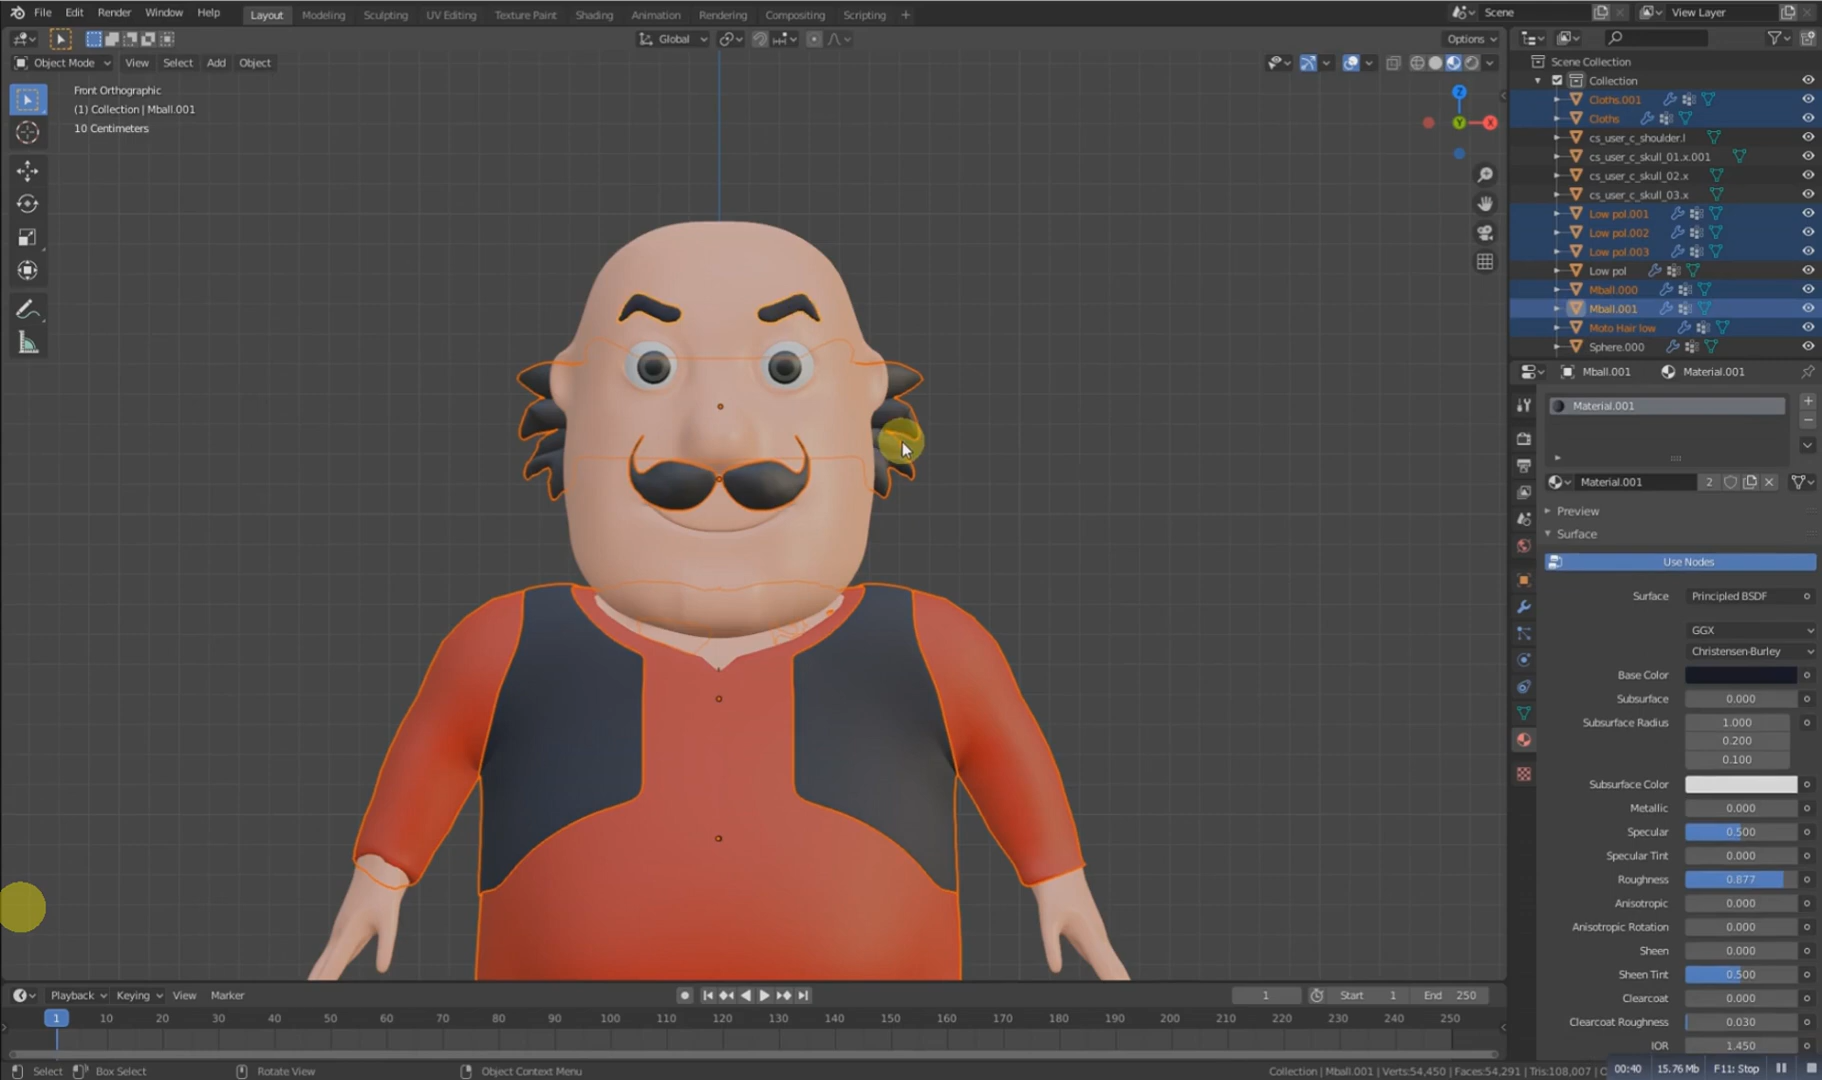 File Edit Render Window Help Layout Modeling Sculpting UV Editing Texture Paint Shading Animation Rendering Compositing Scripting + Scene View Layer
Global Options
Object Mode View Select Add Object
Front Orthographic
(1) Collection | Mball.001
10 Centimeters
Z
Y
X
Scene Collection
Collection
Cloths.001
Cloths
cs_user_c_shoulder.l
cs_user_c_skull_01.x.001
cs_user_c_skull_02.x
cs_user_c_skull_03.x
Low pol.001
Low pol.002
Low pol.003
Low pol
Mball.000
Mball.001
Moto Hair low
Sphere.000
Mball.001 Material.001
Material.001
Material.001 2
Preview
Surface
Use Nodes
Surface Principled BSDF
GGX
Christensen-Burley
Base Color
Subsurface 0.000
Subsurface Radius 1.000
0.200
0.100
Subsurface Color
Metallic 0.000
Specular 0.500
Specular Tint 0.000
Roughness 0.877
Anisotropic 0.000
Anisotropic Rotation 0.000
Sheen 0.000
Sheen Tint 0.500
Clearcoat 0.000
Clearcoat Roughness 0.030
IOR 1.450
Playback Keying View Marker 1 Start 1 End 250
1 10 20 30 40 50 60 70 80 90 100 110 120 130 140 150 160 170 180 190 200 210 220 230 240 250
Select Box Select Rotate View Object Context Menu Collection | Mball.001 | Verts:54,450 | Faces:54,291 | Tris:108,007 | 00:40 15.76 Mb F11: Stop